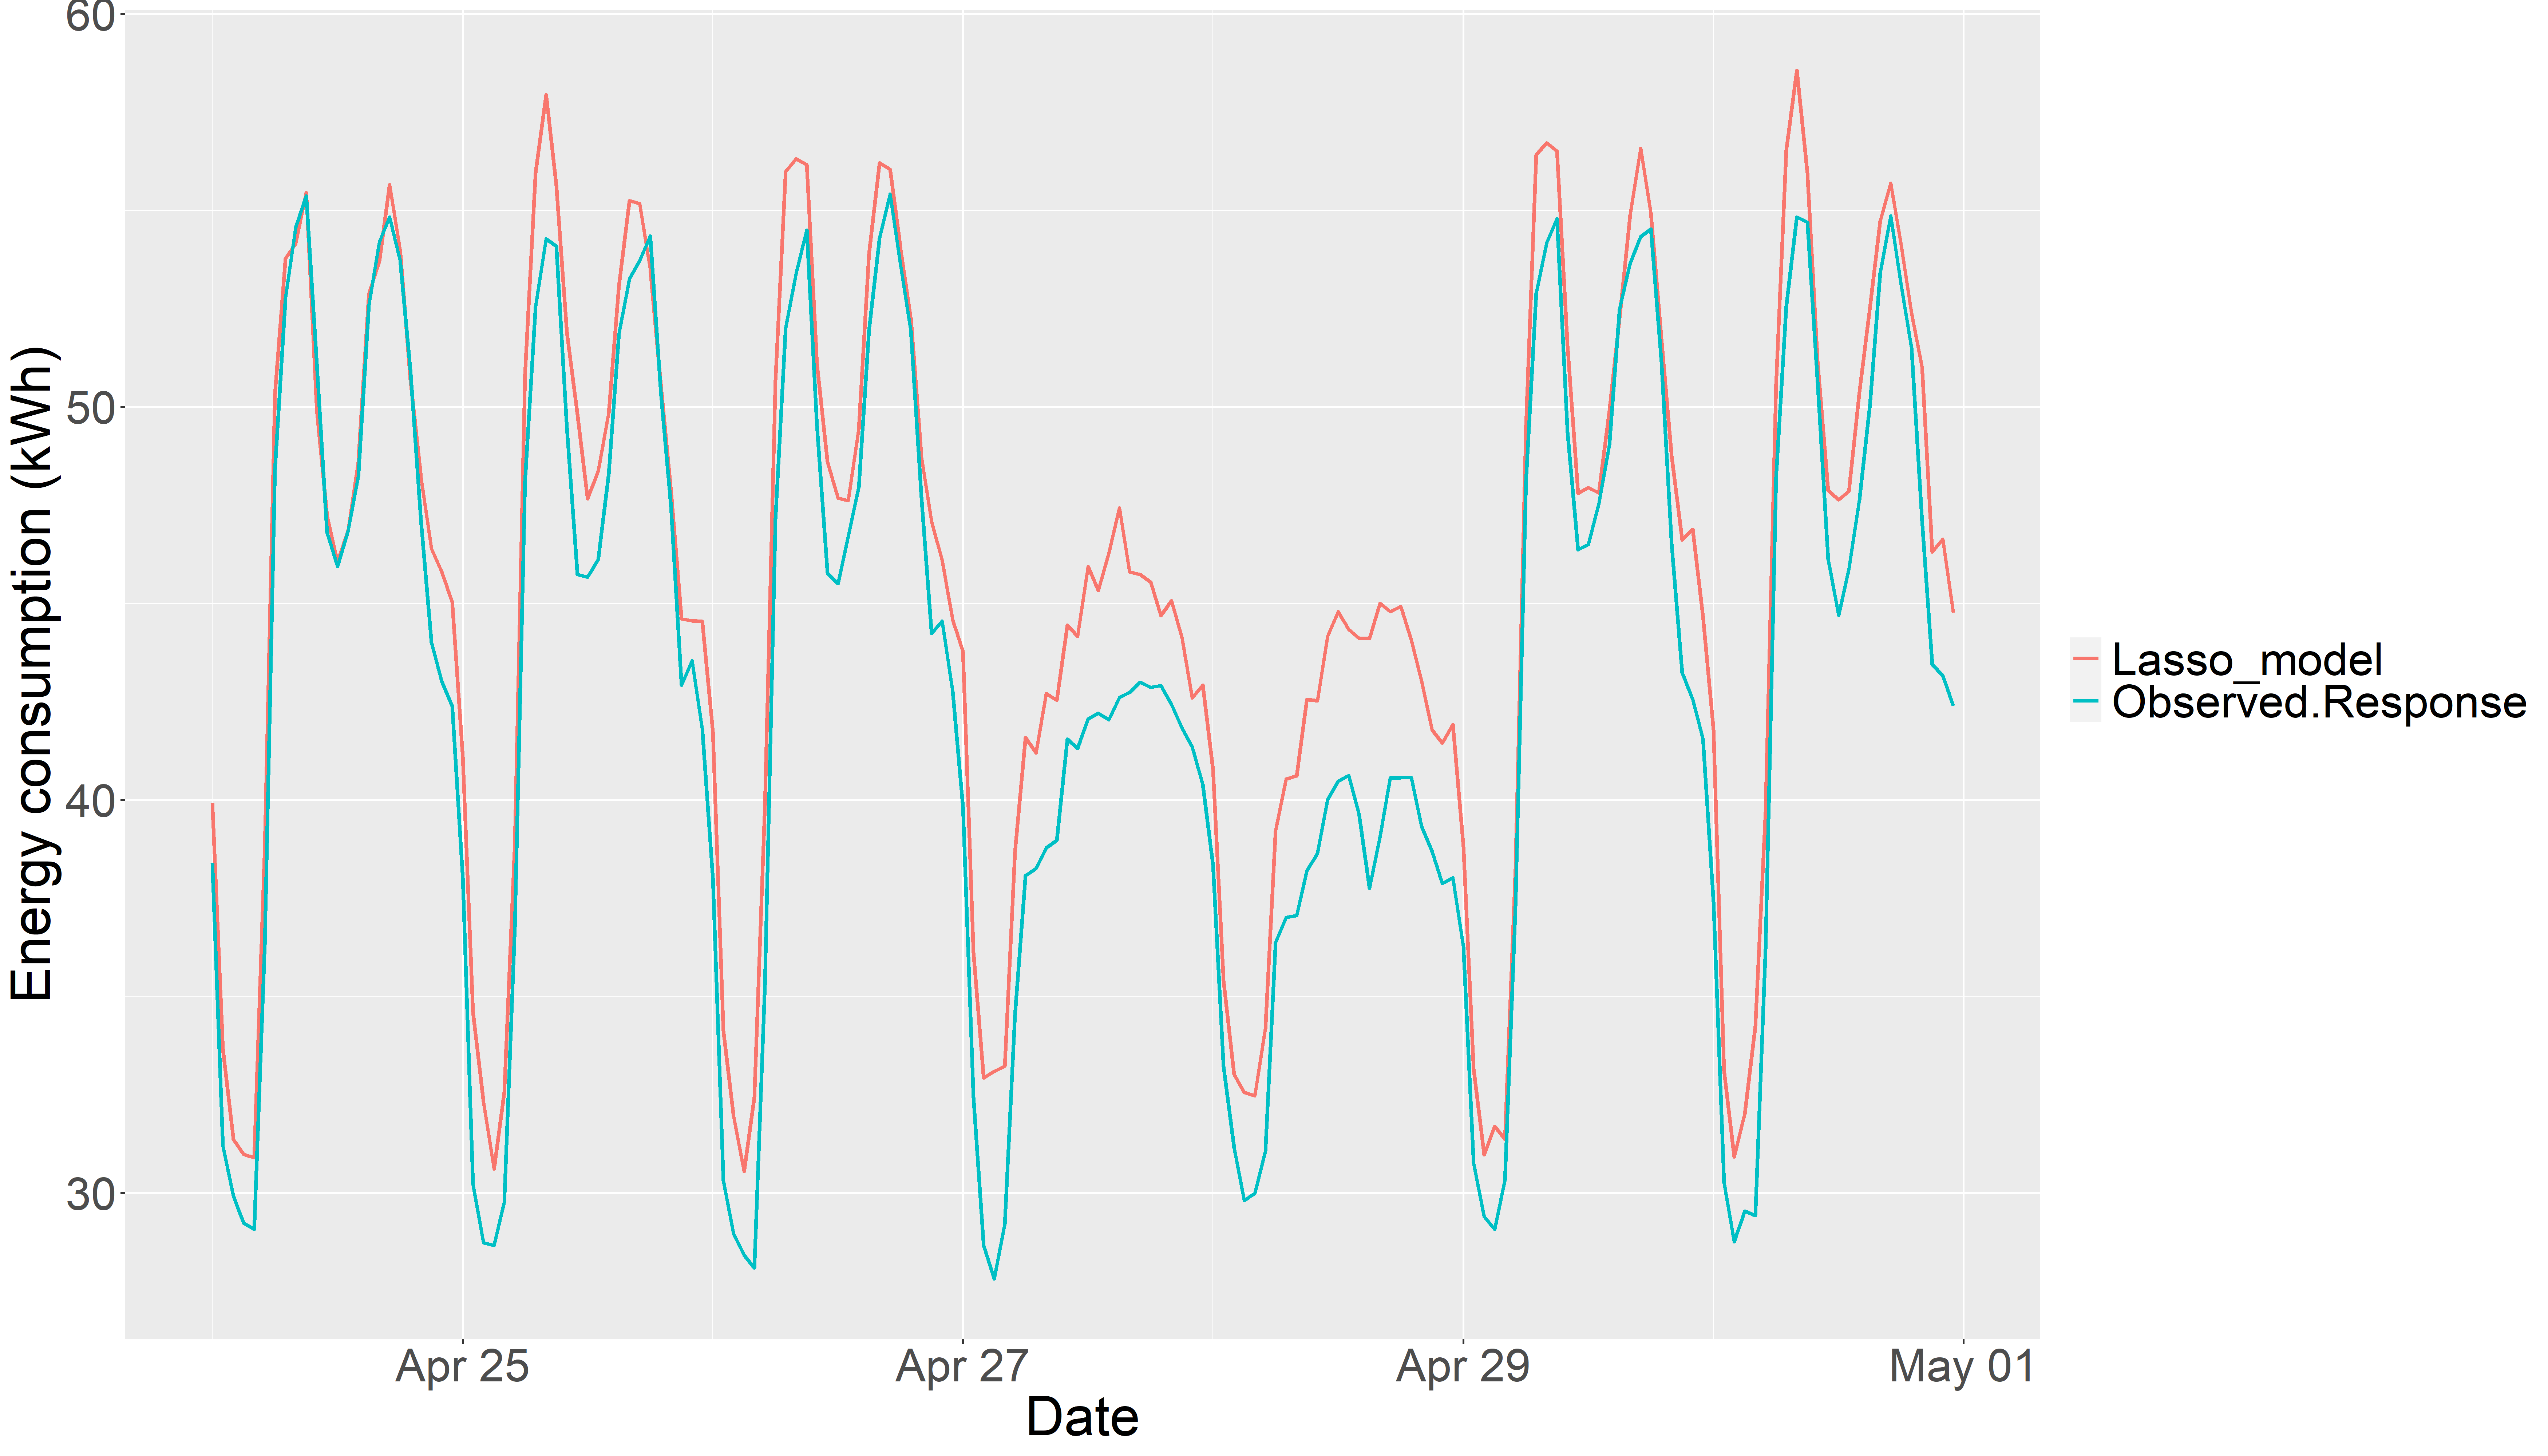 60
50
40
30
Energy consumption (kWh)
Apr 25
Apr 27
Apr 29
May 01
Date
Lasso_model
Observed.Response